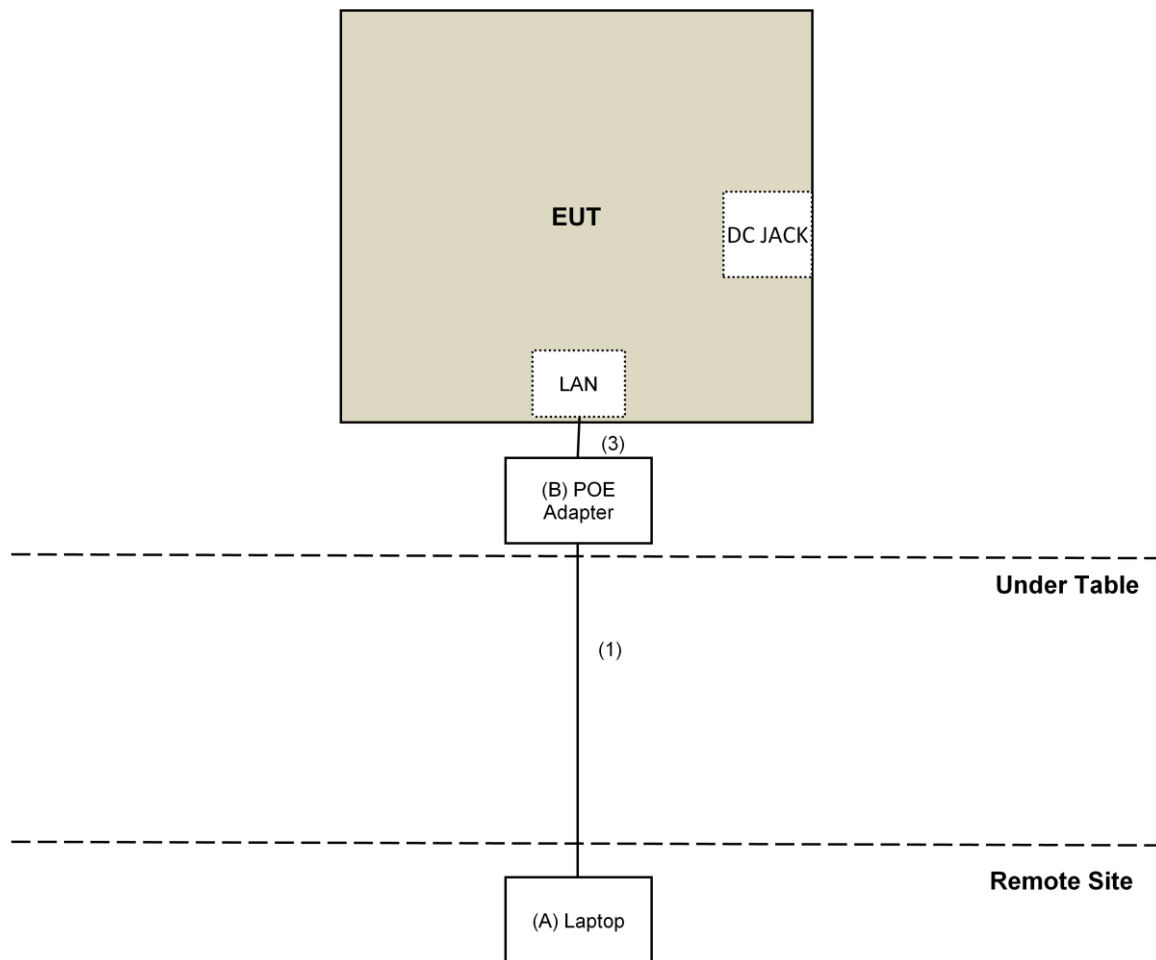 EUT
DC JACK
LAN
(3)
(B) POE
Adapter
Under Table
(1)
Remote Site
(A) Laptop